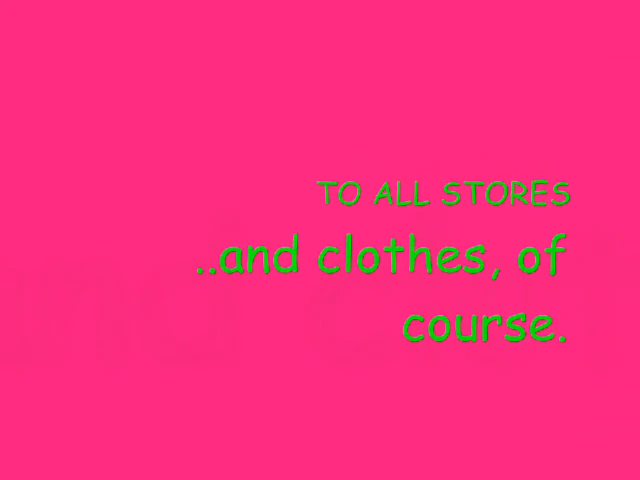 TO ALL STORES
..and clothes, of
course.